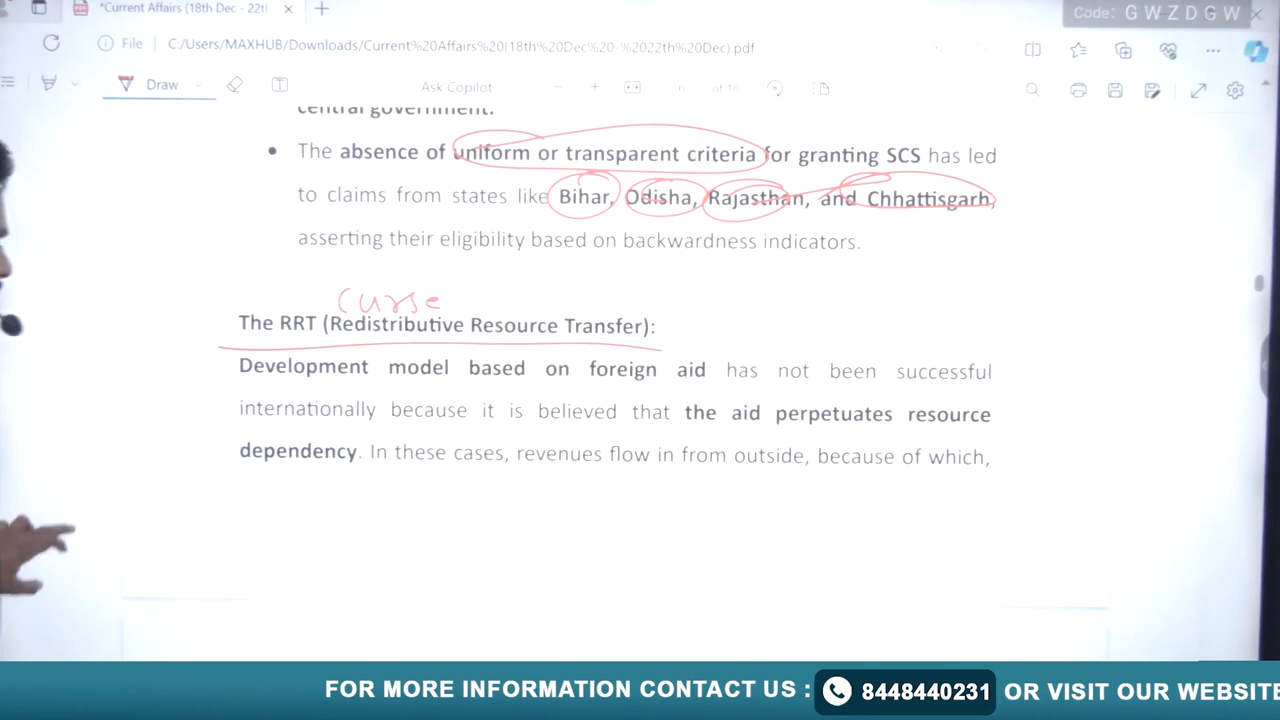 *Current Affairs (18th Dec - 22t
Code: G W Z D G W
File C:/Users/MAXHUB/Downloads/Current%20Affairs%20(18th%20Dec%20-%2022th%20Dec).pdf
Draw Ask Copilot of 18
central government.
• The absence of uniform or transparent criteria for granting SCS has led
to claims from states like Bihar, Odisha, Rajasthan, and Chhattisgarh,
asserting their eligibility based on backwardness indicators.
Curse
The RRT (Redistributive Resource Transfer):
Development model based on foreign aid has not been successful
internationally because it is believed that the aid perpetuates resource
dependency. In these cases, revenues flow in from outside, because of which,
FOR MORE INFORMATION CONTACT US : 8448440231 OR VISIT OUR WEBSITE